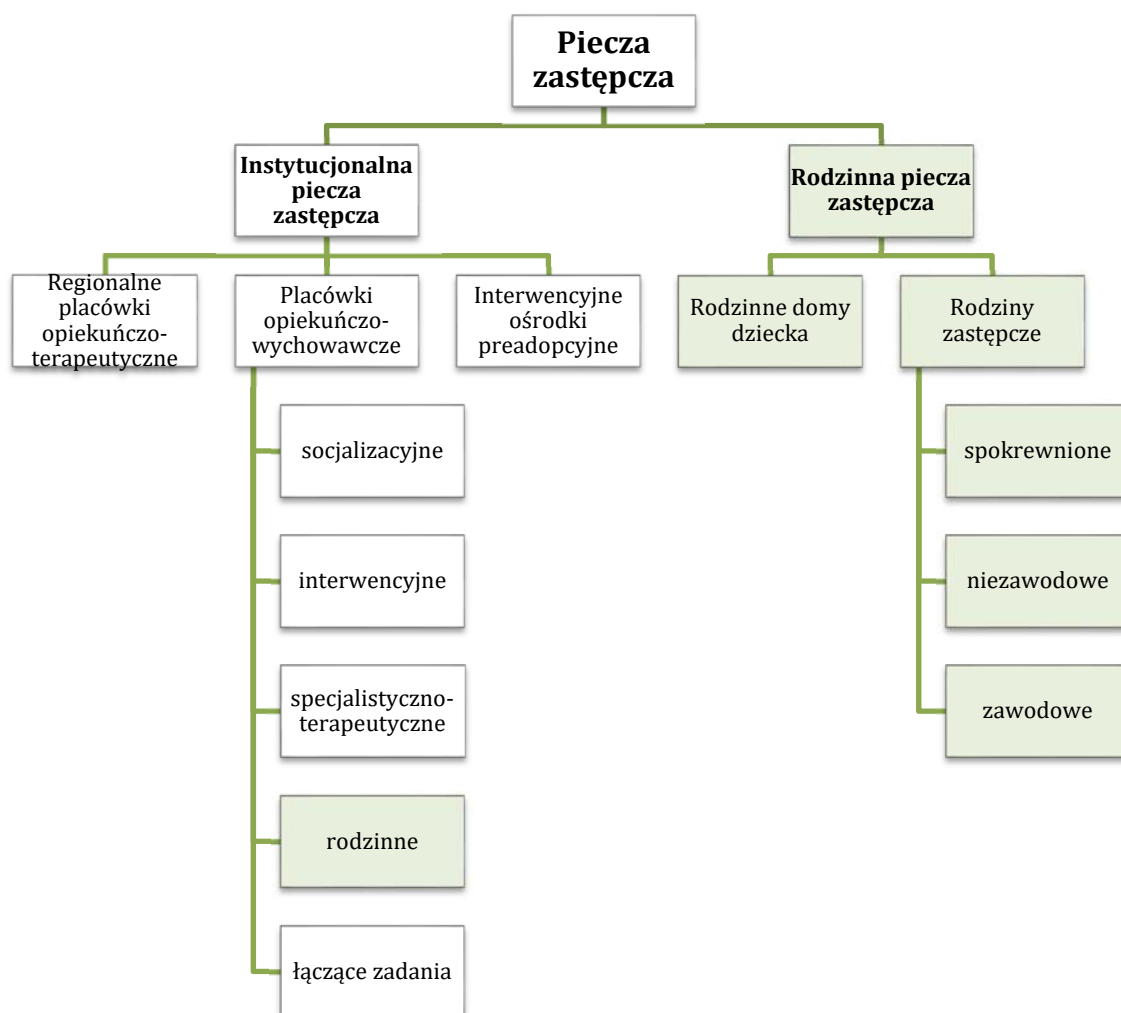 Piecza
zastępcza
Instytucjonalna
piecza
zastępcza
Rodzinna piecza
zastępcza
Regionalne
placówki
opiekuńczo-
terapeutyczne
Placówki
opiekuńczo-
wychowawcze
Interwencyjne
ośrodki
preadopcyjne
Rodzinne domy
dziecka
Rodziny
zastępcze
socjalizacyjne
interwencyjne
specjalistyczno-
terapeutyczne
rodzinne
łączące zadania
spokrewnione
niezawodowe
zawodowe